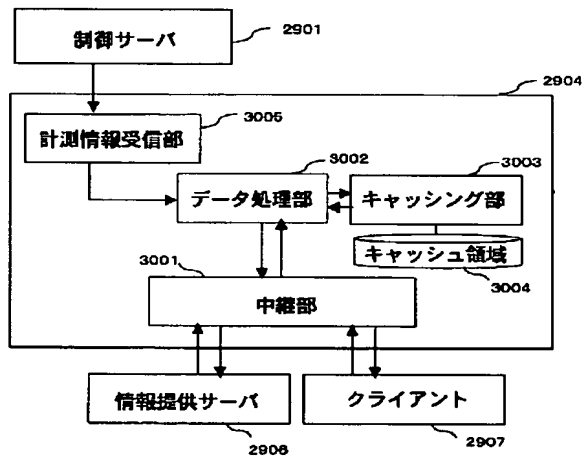 制御サーバ
2901
2904
計測情報受信部
3005
3002
3003
データ処理部
キャッシング部
キャッシュ領域
3004
3001
中継部
情報提供サーバ
クライアント
2906
2907